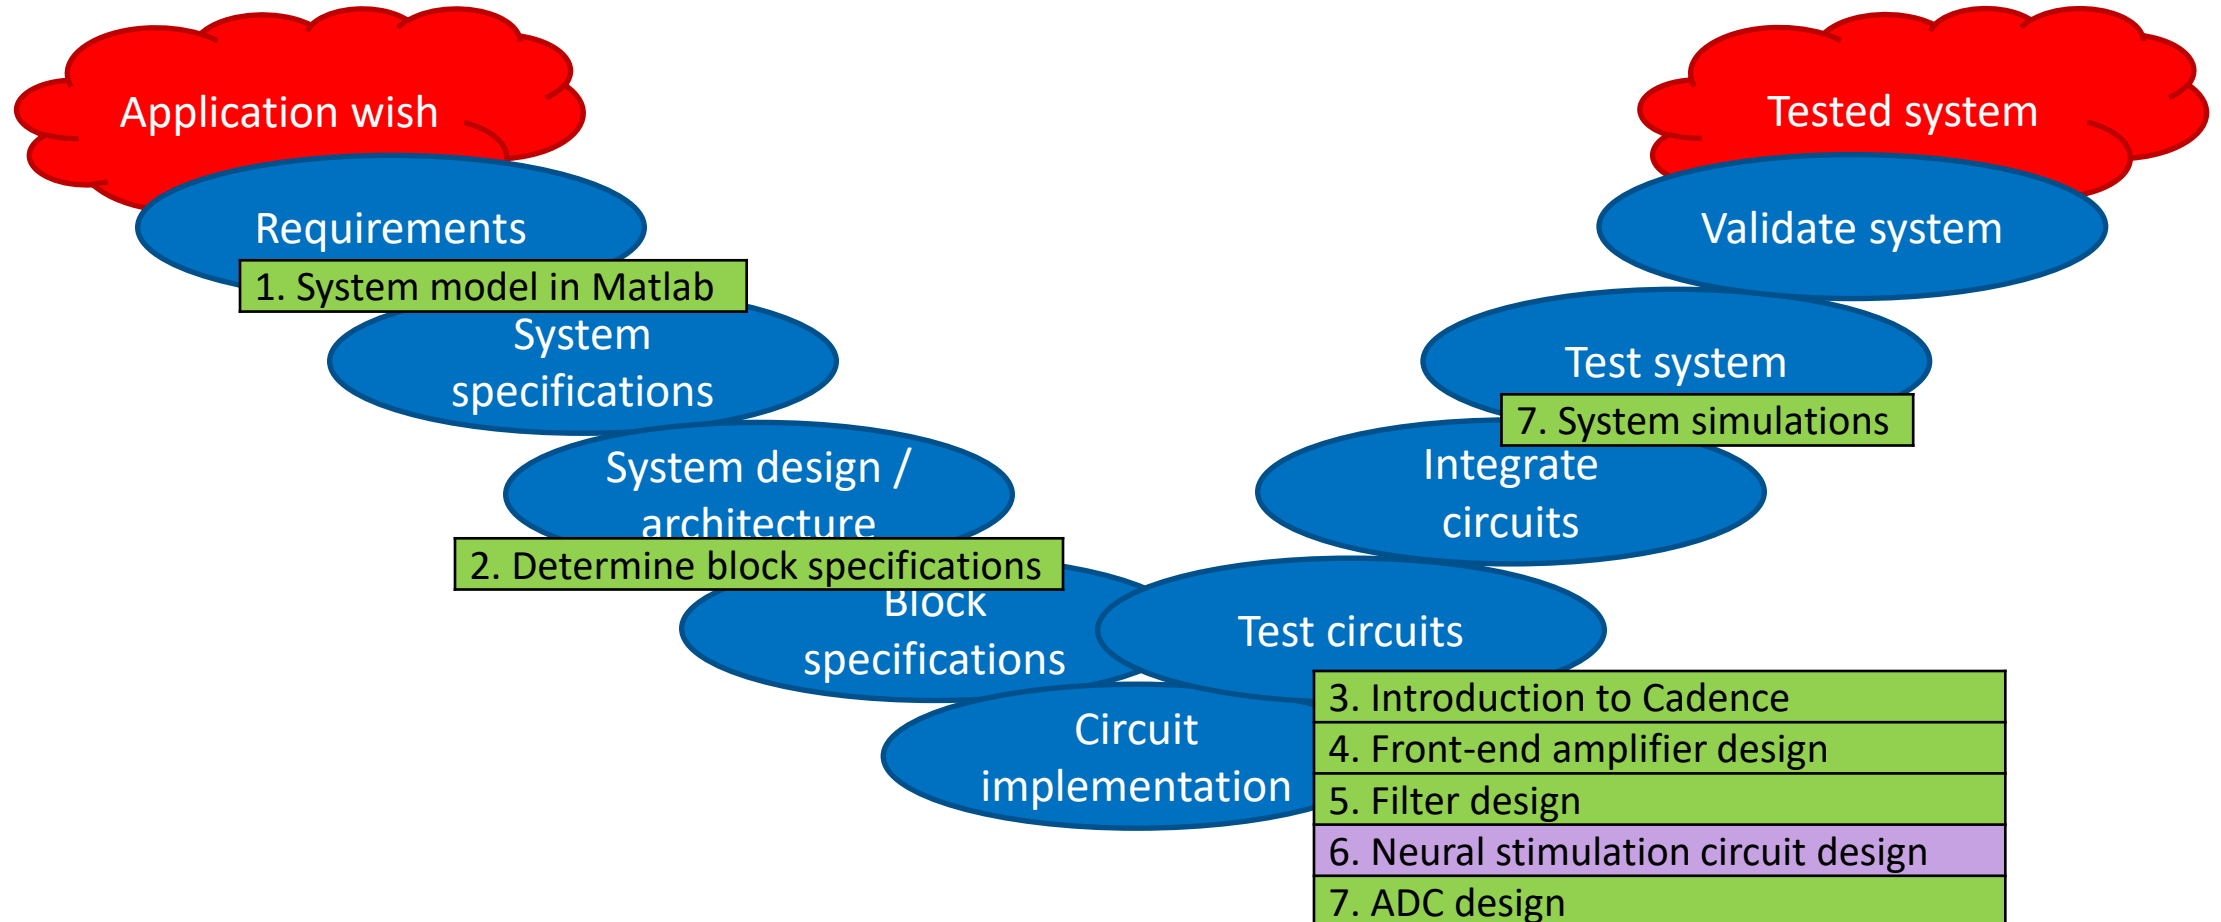 Application wish
Requirements
1. System model in Matlab
System
specifications
System design /
architecture
2. Determine block specifications
Block
specifications
Circuit
implementation
Tested system
Validate system
Test system
7. System simulations
Integrate
circuits
Test circuits
3. Introduction to Cadence
4. Front-end amplifier design
5. Filter design
6. Neural stimulation circuit design
7. ADC design